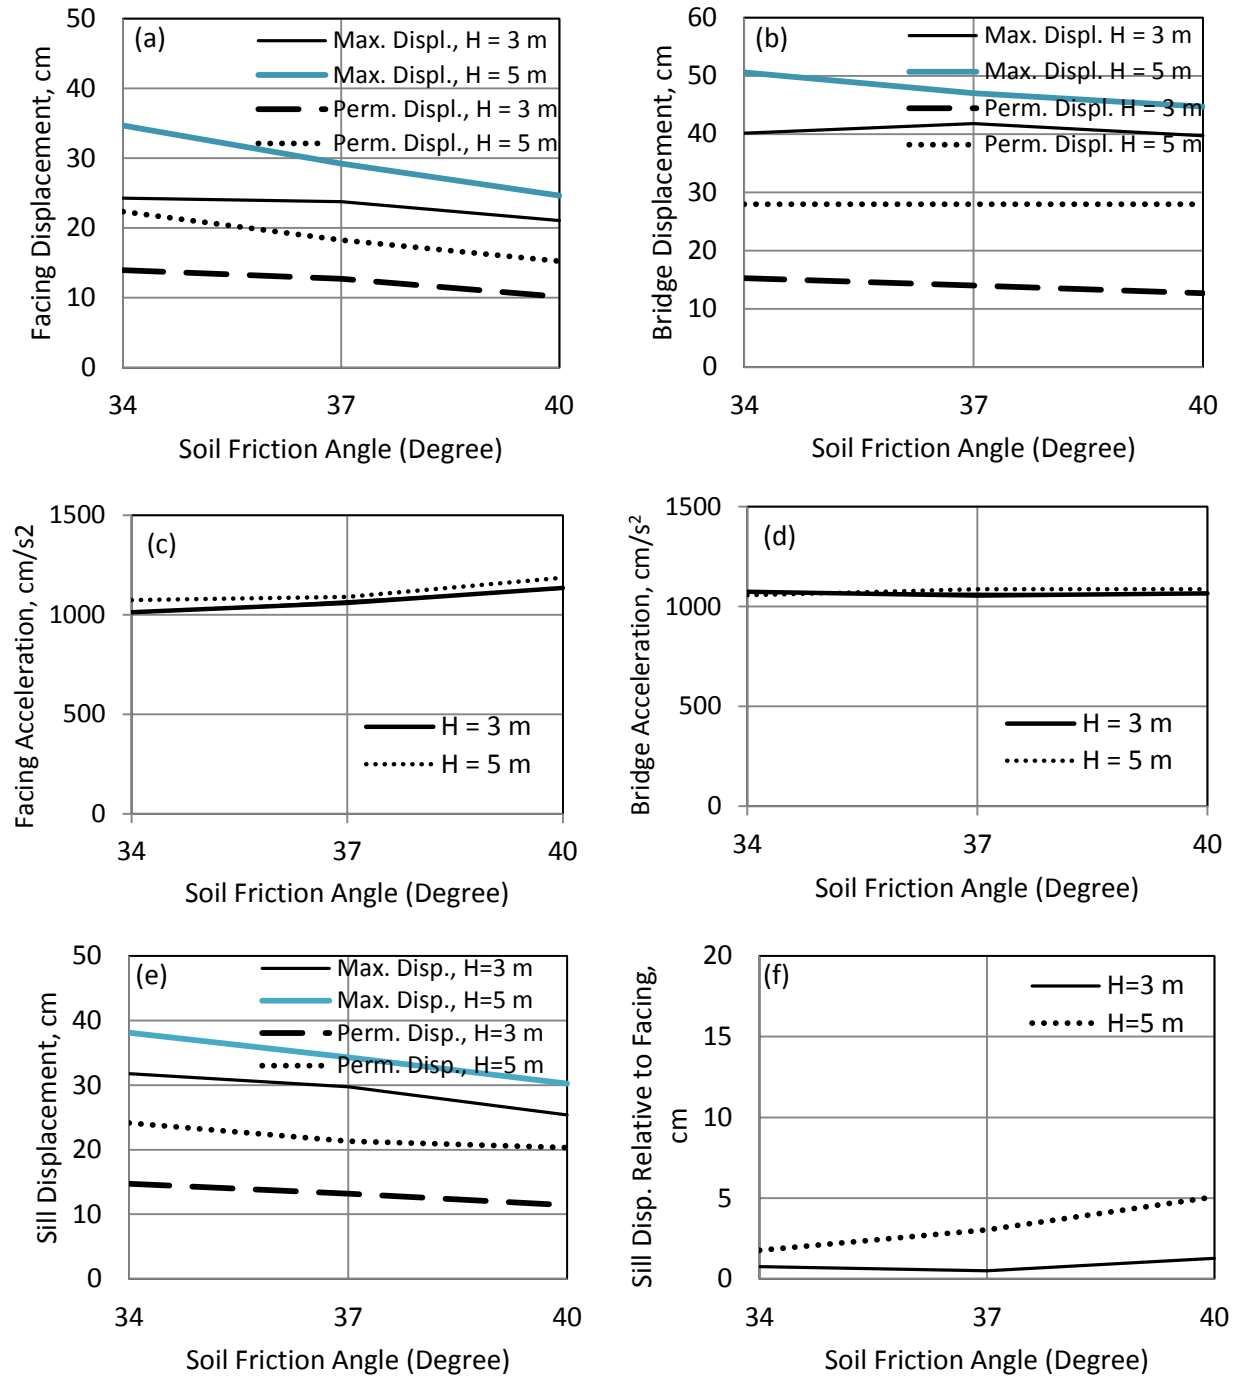 (a)
Max. Displ., H = 3 m
Max. Displ., H = 5 m
Perm. Displ., H = 3 m
Perm. Displ., H = 5 m
50
40
30
20
10
0
34
37
40
Facing Displacement, cm
Soil Friction Angle (Degree)
(b)
Max. Displ. H = 3 m
Max. Displ. H = 5 m
Perm. Displ. H = 3 m
Perm. Displ. H = 5 m
60
50
40
30
20
10
0
34
37
40
Bridge Displacement, cm
Soil Friction Angle (Degree)
(c)
1500
1000
500
0
H = 3 m
H = 5 m
34
37
40
Facing Acceleration, cm/s2
Soil Friction Angle (Degree)
(d)
1500
1000
500
0
H = 3 m
H = 5 m
34
37
40
Bridge Acceleration, cm/s²
Soil Friction Angle (Degree)
(e)
Max. Disp., H=3 m
Max. Disp., H=5 m
Perm. Disp., H=3 m
Perm. Disp., H=5 m
50
40
30
20
10
0
34
37
40
Sill Displacement, cm
Soil Friction Angle (Degree)
(f)
H=3 m
H=5 m
20
15
10
5
0
34
37
40
Sill Disp. Relative to Facing,
cm
Soil Friction Angle (Degree)